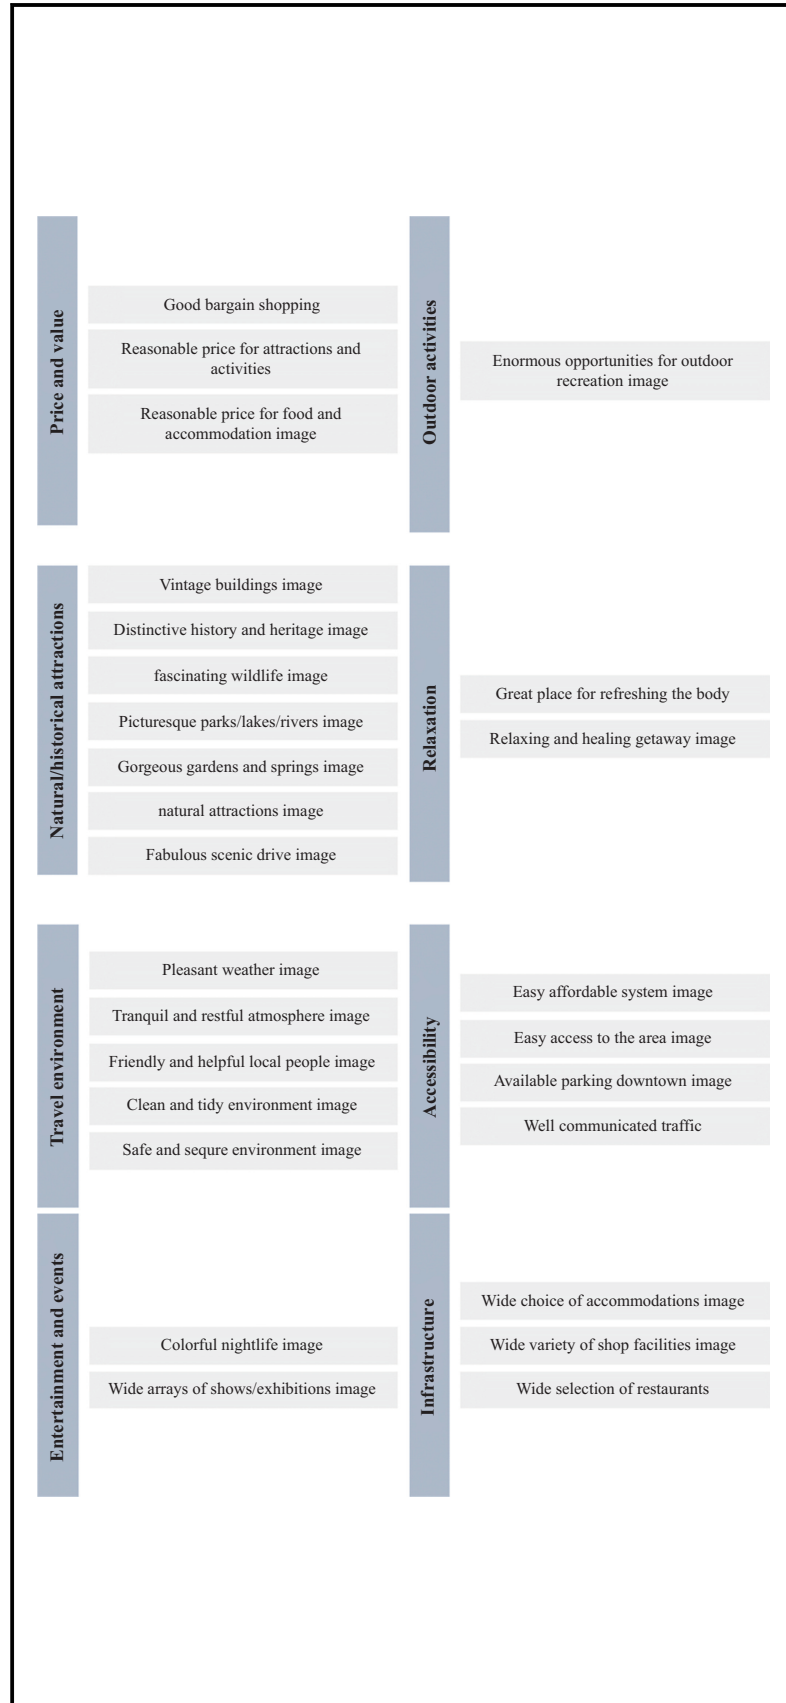 Price and value
Good bargain shopping
Reasonable price for attractions and
activities
Reasonable price for food and
accommodation image
Outdoor activities
Enormous opportunities for outdoor
recreation image
Natural/historical attractions
Vintage buildings image
Distinctive history and heritage image
fascinating wildlife image
Picturesque parks/lakes/rivers image
Gorgeous gardens and springs image
natural attractions image
Fabulous scenic drive image
Relaxation
Great place for refreshing the body
Relaxing and healing getaway image
Travel environment
Pleasant weather image
Tranquil and restful atmosphere image
Friendly and helpful local people image
Clean and tidy environment image
Safe and sequre environment image
Accessibility
Easy affordable system image
Easy access to the area image
Available parking downtown image
Well communicated traffic
Entertainment and events
Colorful nightlife image
Wide arrays of shows/exhibitions image
Infrastructure
Wide choice of accommodations image
Wide variety of shop facilities image
Wide selection of restaurants